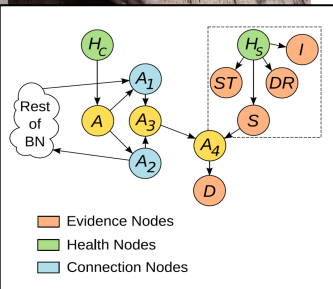 H_C
H_S
I
A_1
ST
DR
Rest
of
BN
A
A_3
S
A_4
A_2
D
Evidence Nodes
Health Nodes
Connection Nodes